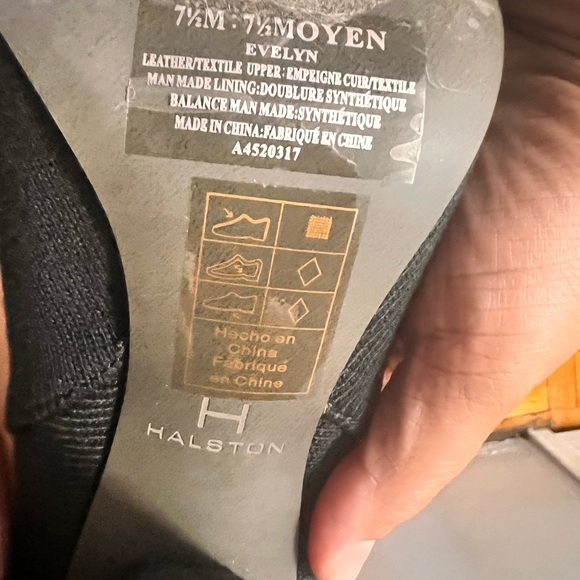 7½M : 7½MOYEN
EVELYN
LEATHER/TEXTILE UPPER: EMPEIGNE CUIR/TEXTILE
MAN MADE LINING:DOUBLURE SYNTHÉTIQUE
BALANCE MAN MADE:SYNTHÉTIQUE
MADE IN CHINA:FABRIQUÉ EN CHINE
A4520317
Hecho en
China
Fabriqué
en Chine
H
HALSTON